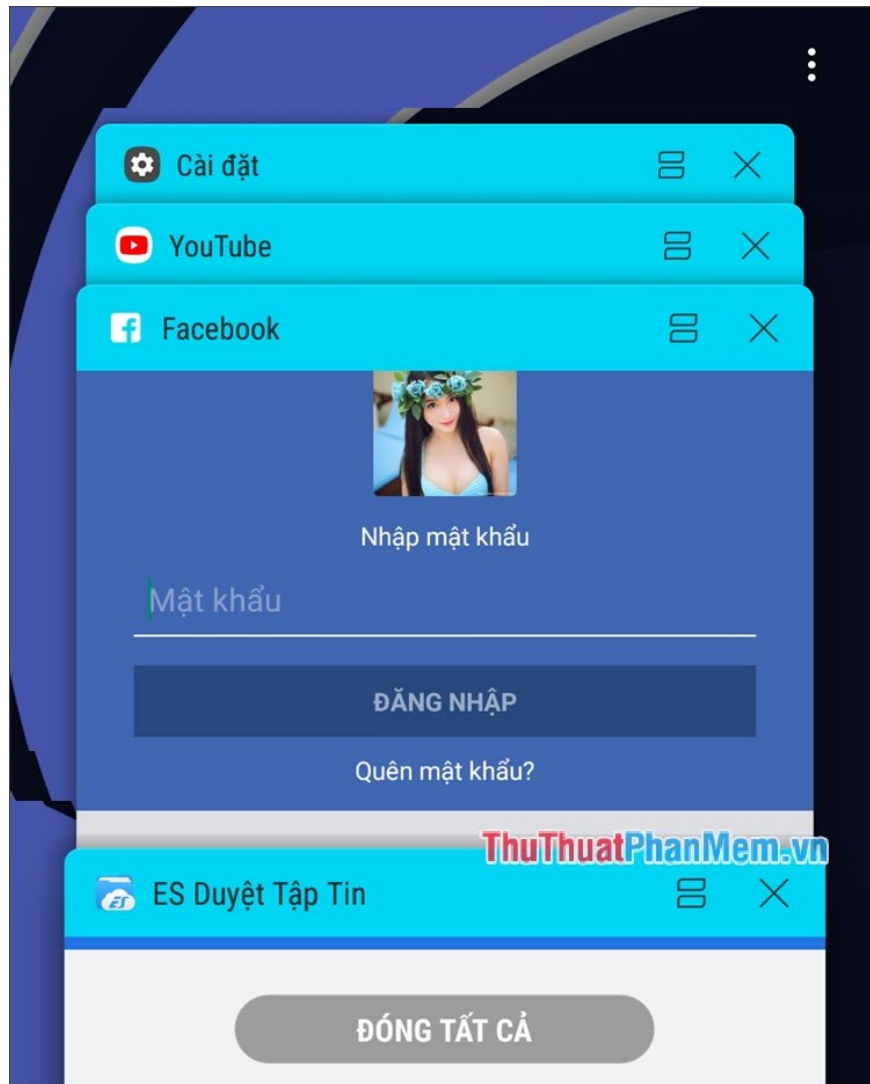 Cài đặt
YouTube
Facebook
Nhập mật khẩu
Mật khẩu
ĐĂNG NHẬP
Quên mật khẩu?
ThuThuatPhanMem.vn
ES Duyệt Tập Tin
ĐÓNG TẤT CẢ